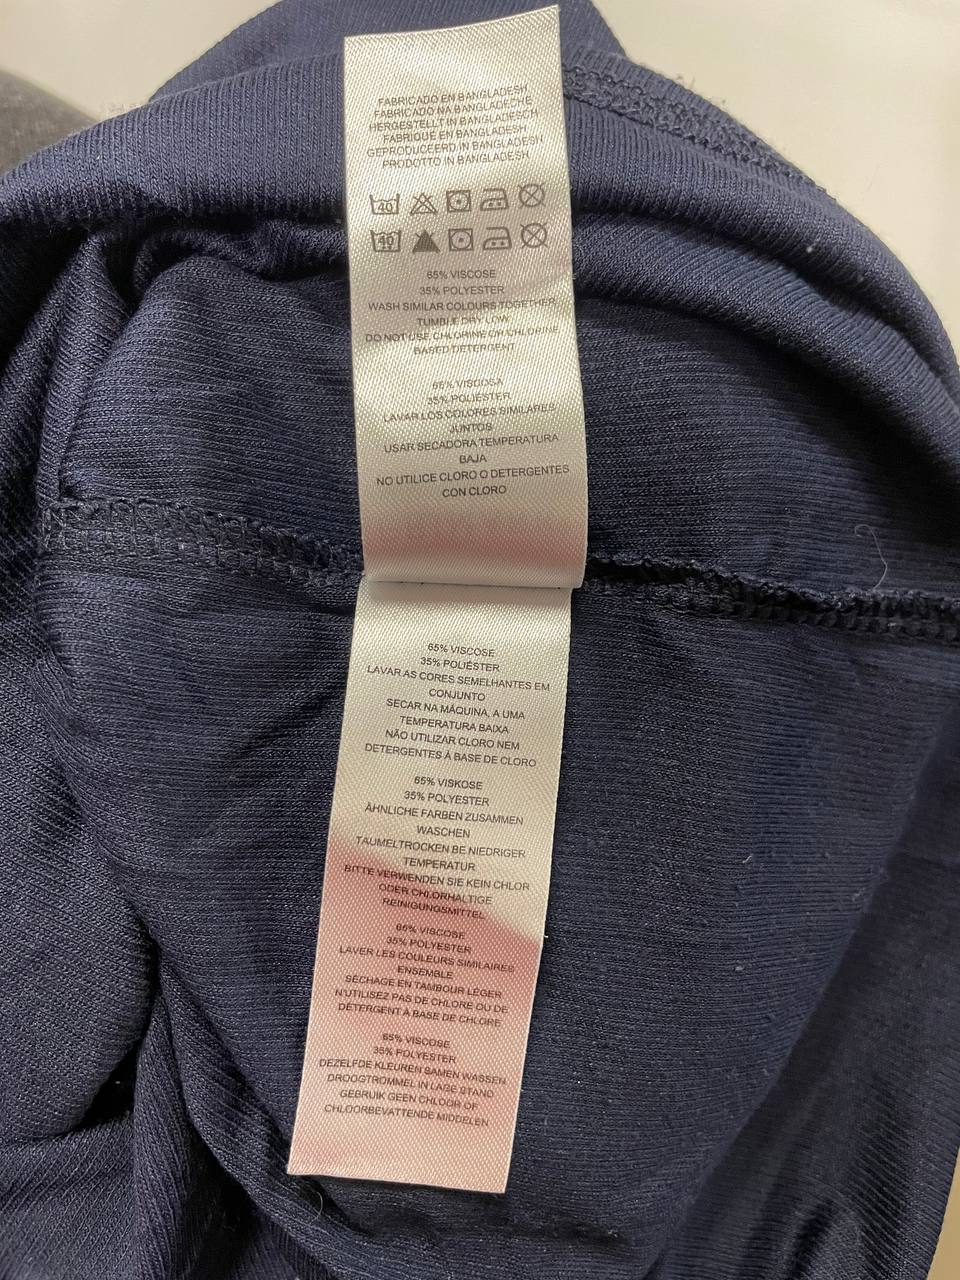 FABRICADO EN BANGLADESH
FABRICADO NA BANGLADECHE
HERGESTELLT IN BANGLADESCH
FABRIQUÉ EN BANGLADESH
GEPRODUCEERD IN BANGLADESH
PRODOTTO IN BANGLADESH
40
40
65% VISCOSE
35% POLYESTER
WASH SIMILAR COLOURS TOGETHER
TUMBLE DRY LOW
DO NOT USE CHLORINE OR CHLORINE
BASED DETERGENT
65% VISCOSA
35% POLIÉSTER
LAVAR LOS COLORES SIMILARES
JUNTOS
USAR SECADORA TEMPERATURA
BAJA
NO UTILICE CLORO O DETERGENTES
CON CLORO
65% VISCOSE
35% POLIÉSTER
LAVAR AS CORES SEMELHANTES EM
CONJUNTO
SECAR NA MÁQUINA, A UMA
TEMPERATURA BAIXA
NÃO UTILIZAR CLORO NEM
DETERGENTES À BASE DE CLORO
65% VISKOSE
35% POLYESTER
ÄHNLICHE FARBEN ZUSAMMEN
WASCHEN
TAUMELTROCKEN BE NIEDRIGER
TEMPERATUR
BITTE VERWENDEN SIE KEIN CHLOR
ODER CHLORHALTIGE
REINIGUNGSMITTEL
65% VISCOSE
35% POLYESTER
LAVER LES COULEURS SIMILAIRES
ENSEMBLE
SÉCHAGE EN TAMBOUR LÉGER
N'UTILISEZ PAS DE CHLORE OU DE
DÉTERGENT À BASE DE CHLORE
65% VISCOSE
35% POLYESTER
DEZELFDE KLEUREN SAMEN WASSEN
DROOGTROMMEL IN LAGE STAND
GEBRUIK GEEN CHLOOR OF
CHLOORBEVATTENDE MIDDELEN